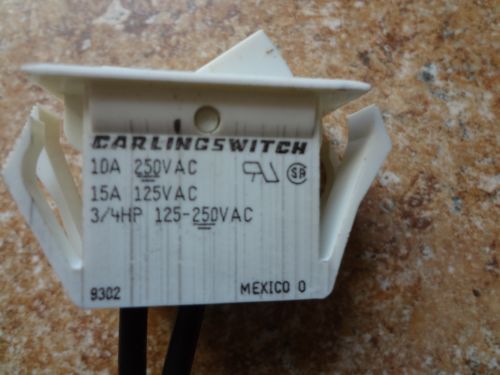 CARLINGSWITCH
10A 250VAC
15A 125VAC
3/4HP 125-250VAC
9302 MEXICO 0